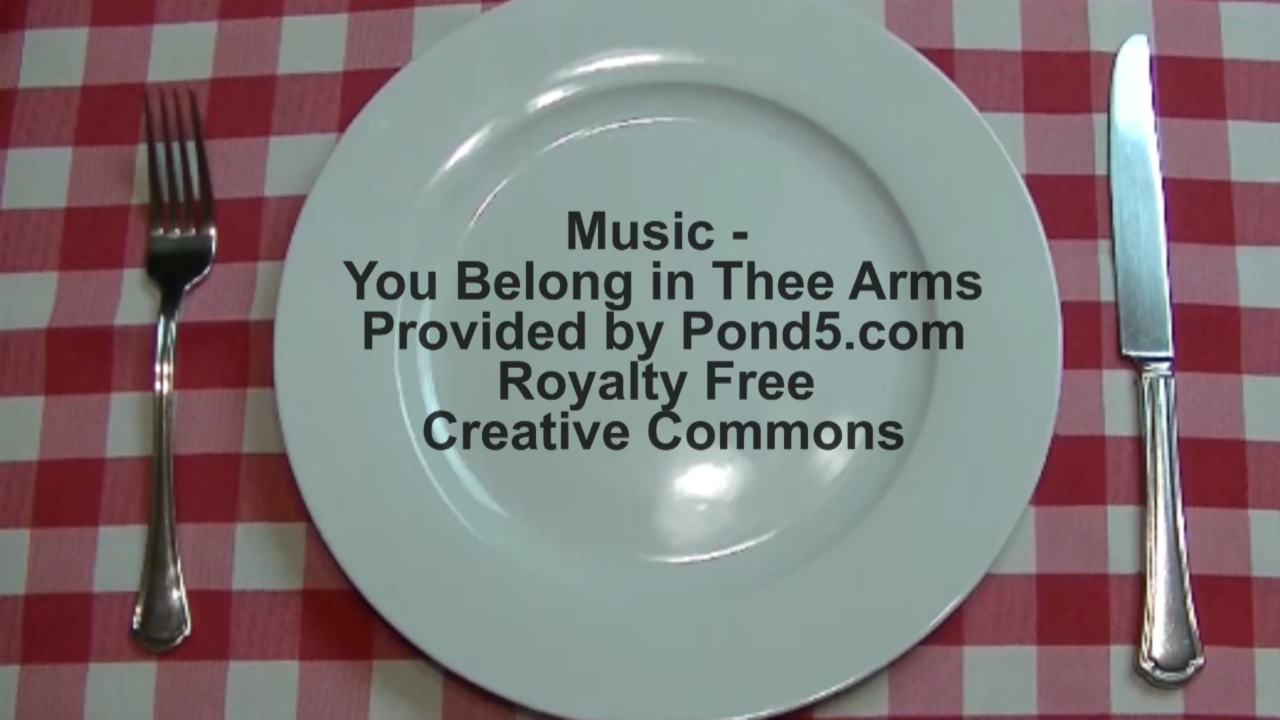 Music -
You Belong in Thee Arms
Provided by Pond5.com
Royalty Free
Creative Commons